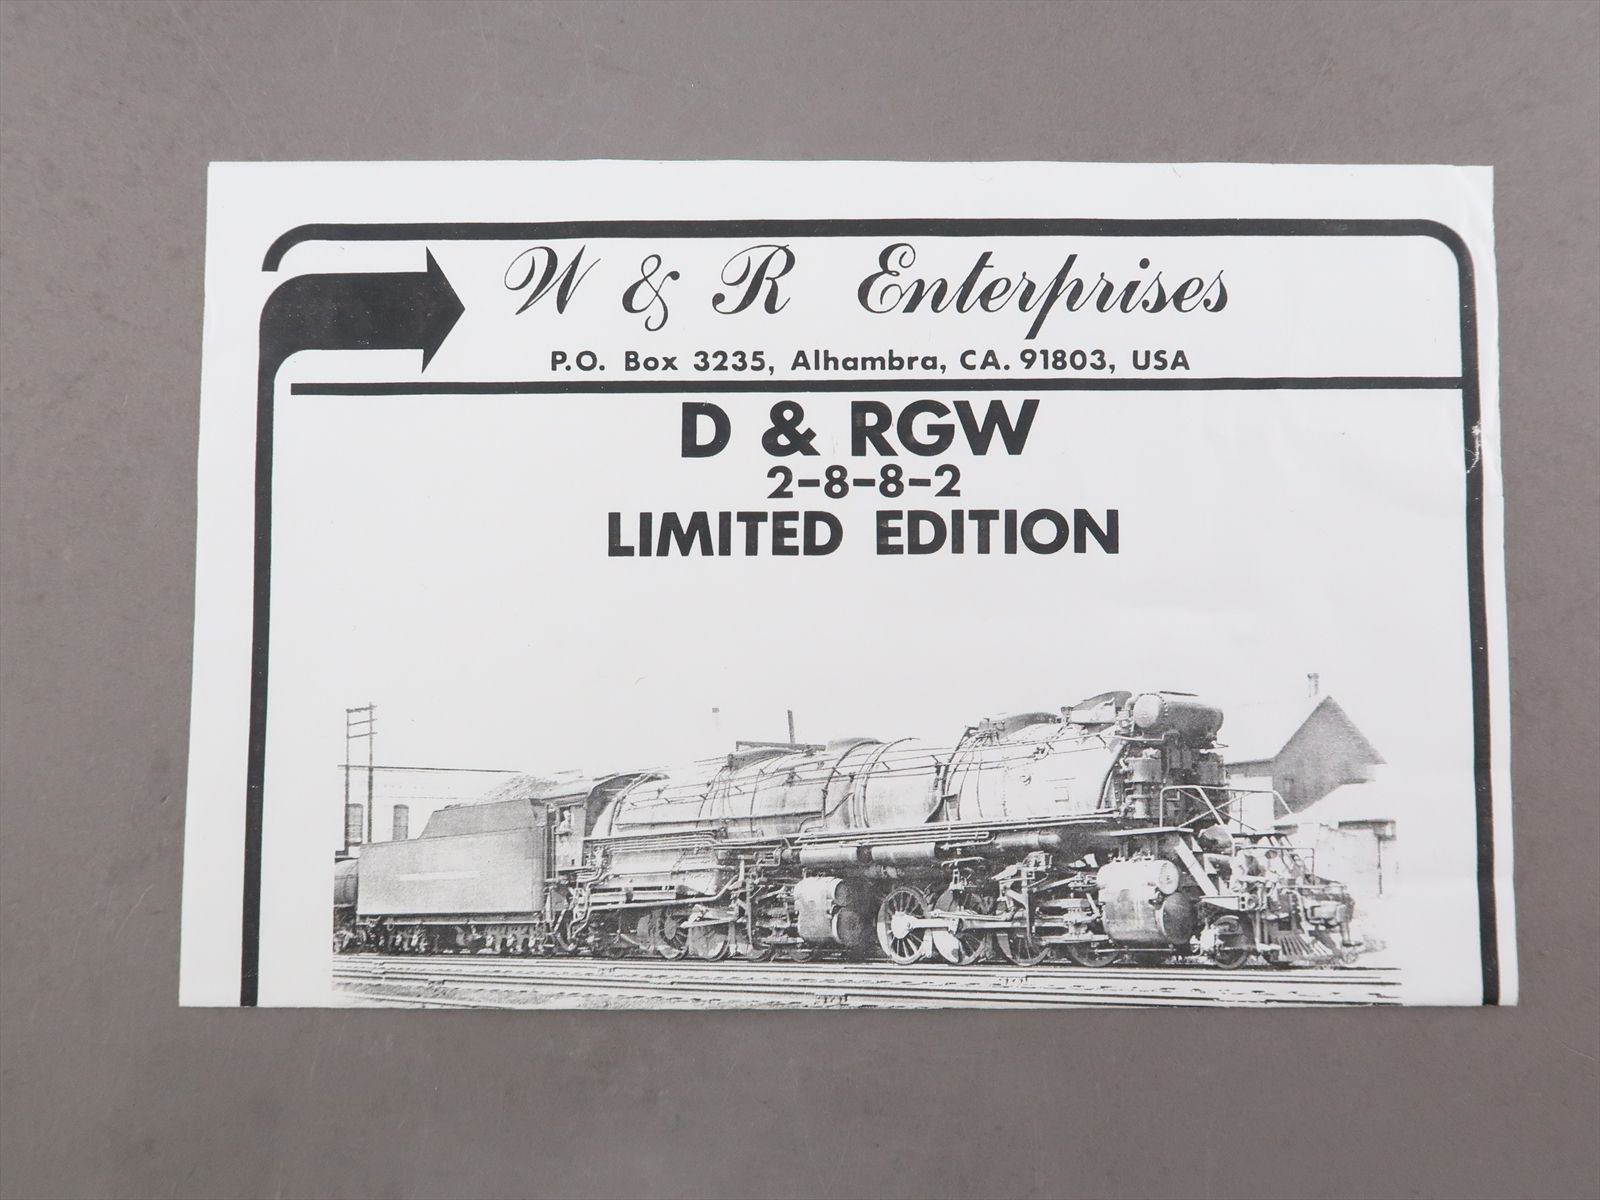 W & R Enterprises
P.O. Box 3235, Alhambra, CA. 91803, USA
D & RGW
2-8-8-2
LIMITED EDITION